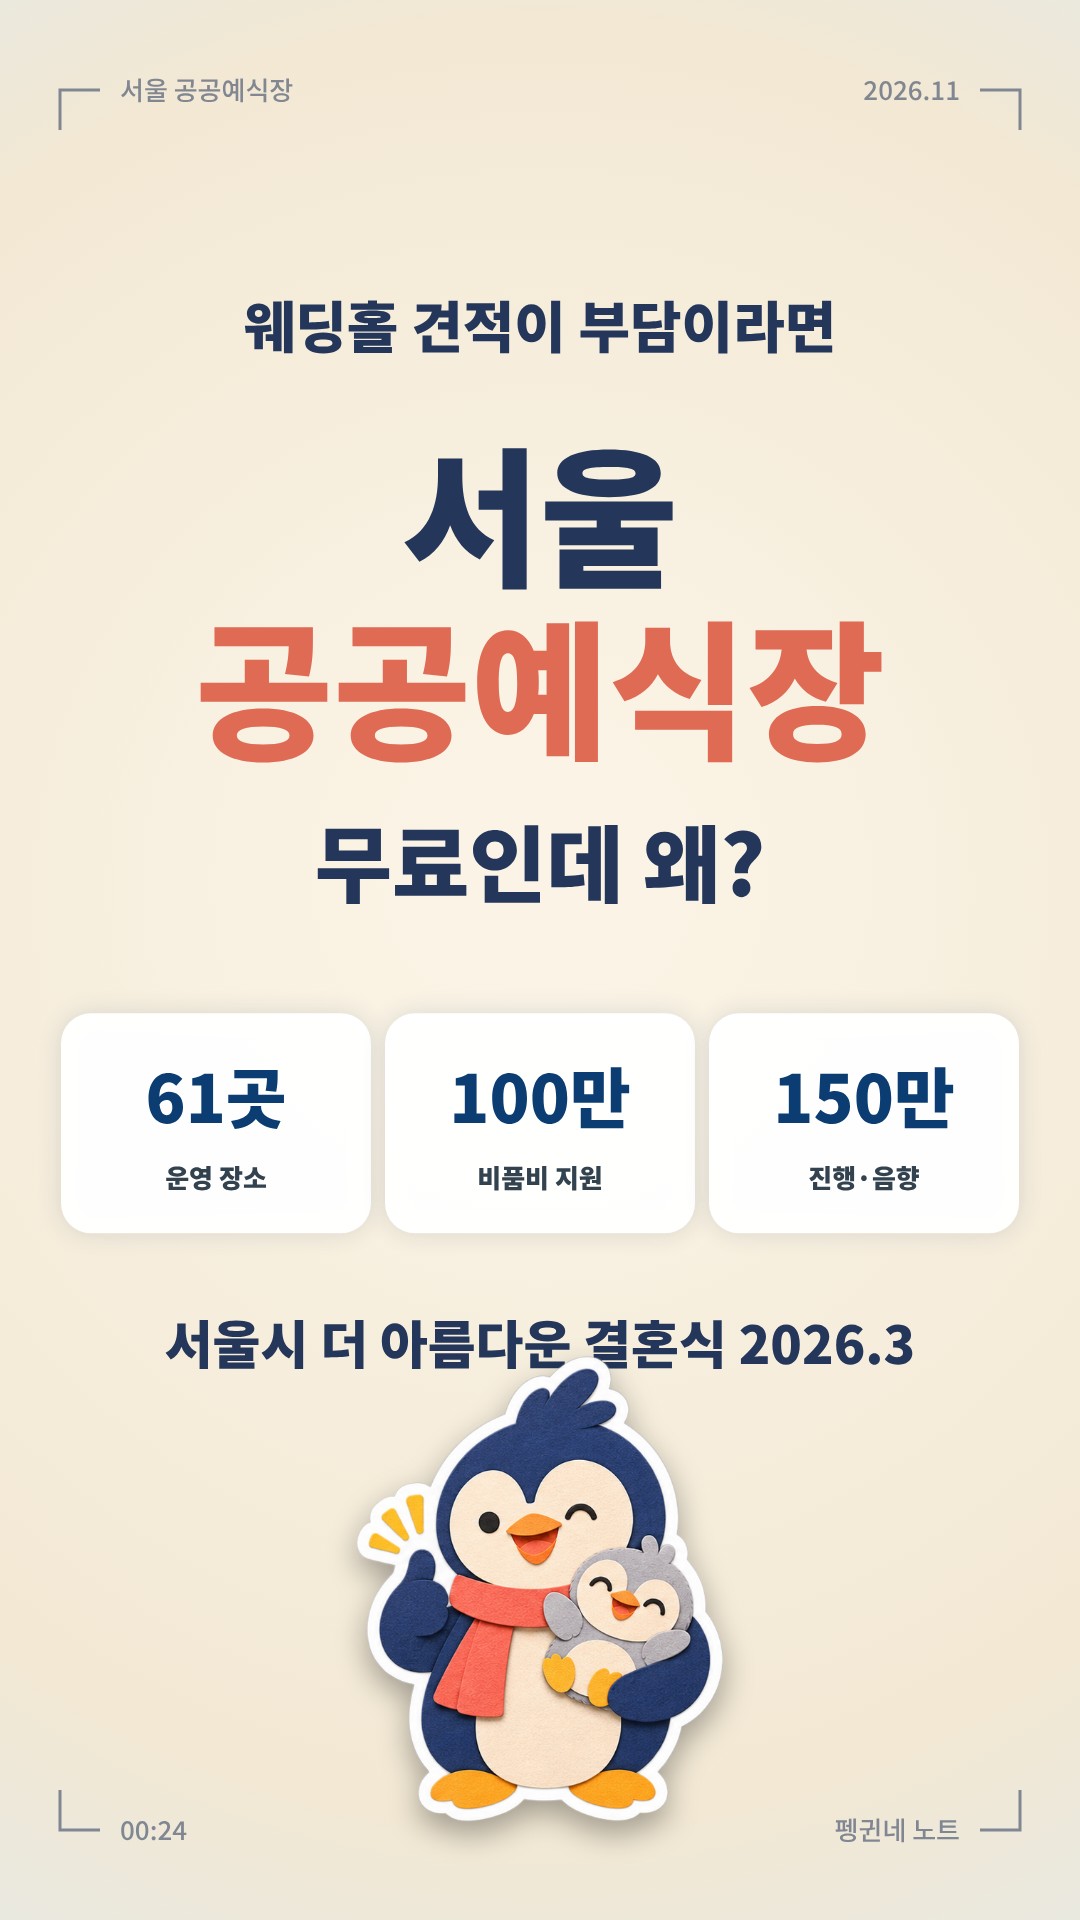 서울 공공예식장
2026.11
웨딩홀 견적이 부담이라면
서울
공공예식장
무료인데 왜?
61곳
운영 장소
100만
비품비 지원
150만
진행·음향
서울시 더 아름다운 결혼식 2026.3
00:24
펭귄네 노트